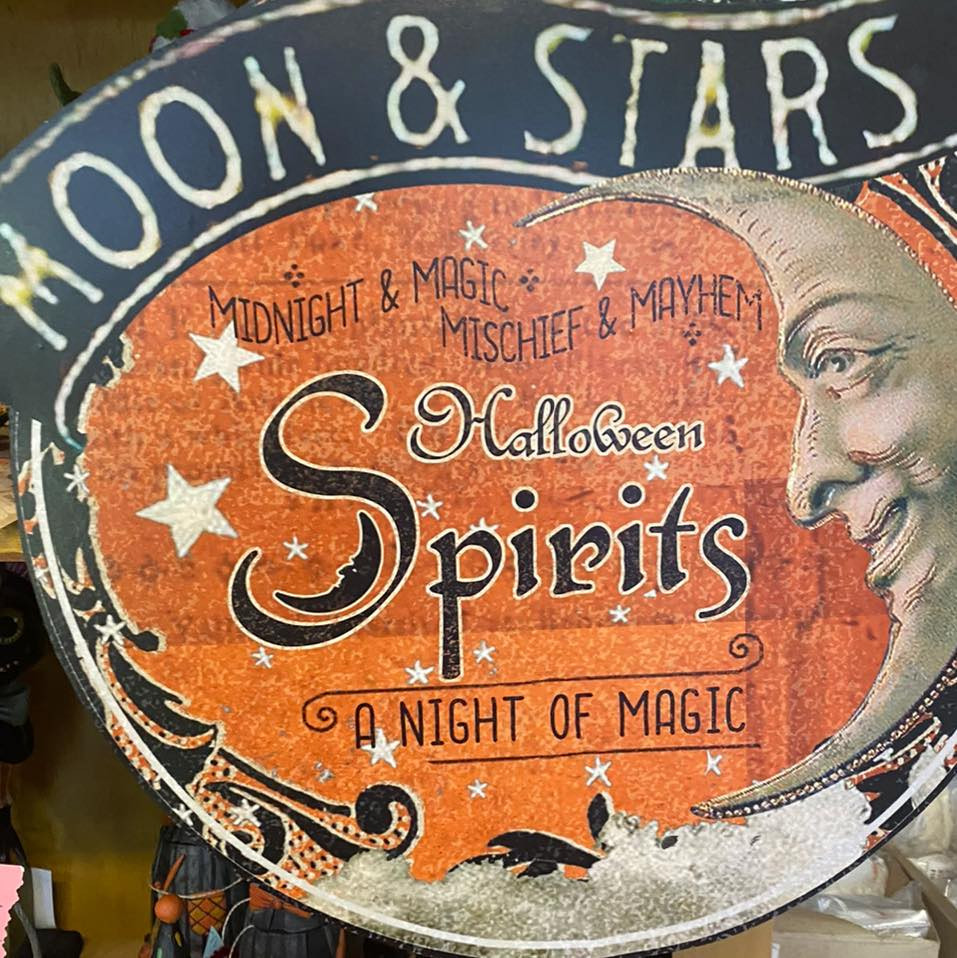 MOON & STARS
MIDNIGHT & MAGIC
MISCHIEF & MAYHEM
Halloween
Spirits
A NIGHT OF MAGIC